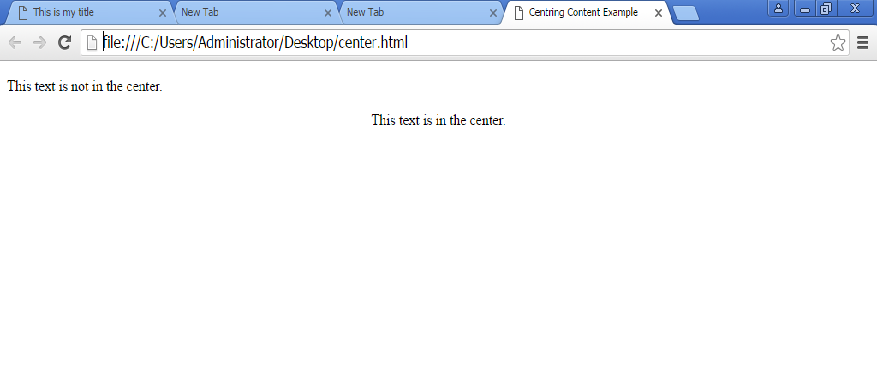 This is my title
New Tab
New Tab
Centring Content Example
file:///C:/Users/Administrator/Desktop/center.html
This text is not in the center.
This text is in the center.